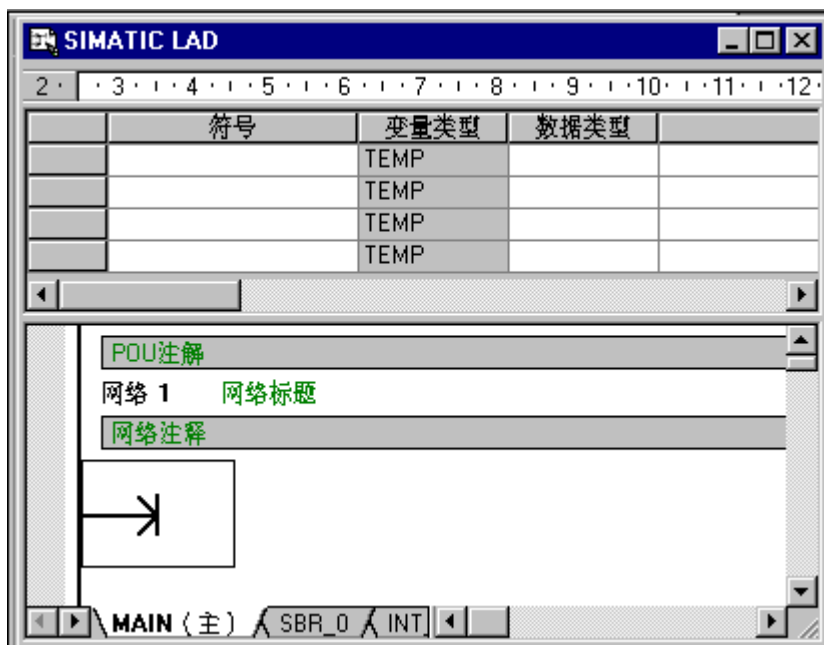 SIMATIC LAD
2 · · 3 · ı · 4 · ı · 5 · ı · 6 · ı · 7 · ı · 8 · ı · 9 · ı · 10 · ı · 11 · ı · 12 ·
符号 变量类型 数据类型
TEMP
TEMP
TEMP
TEMP
POU注解
网络 1 网络标题
网络注释
MAIN（主） SBR_0 INT